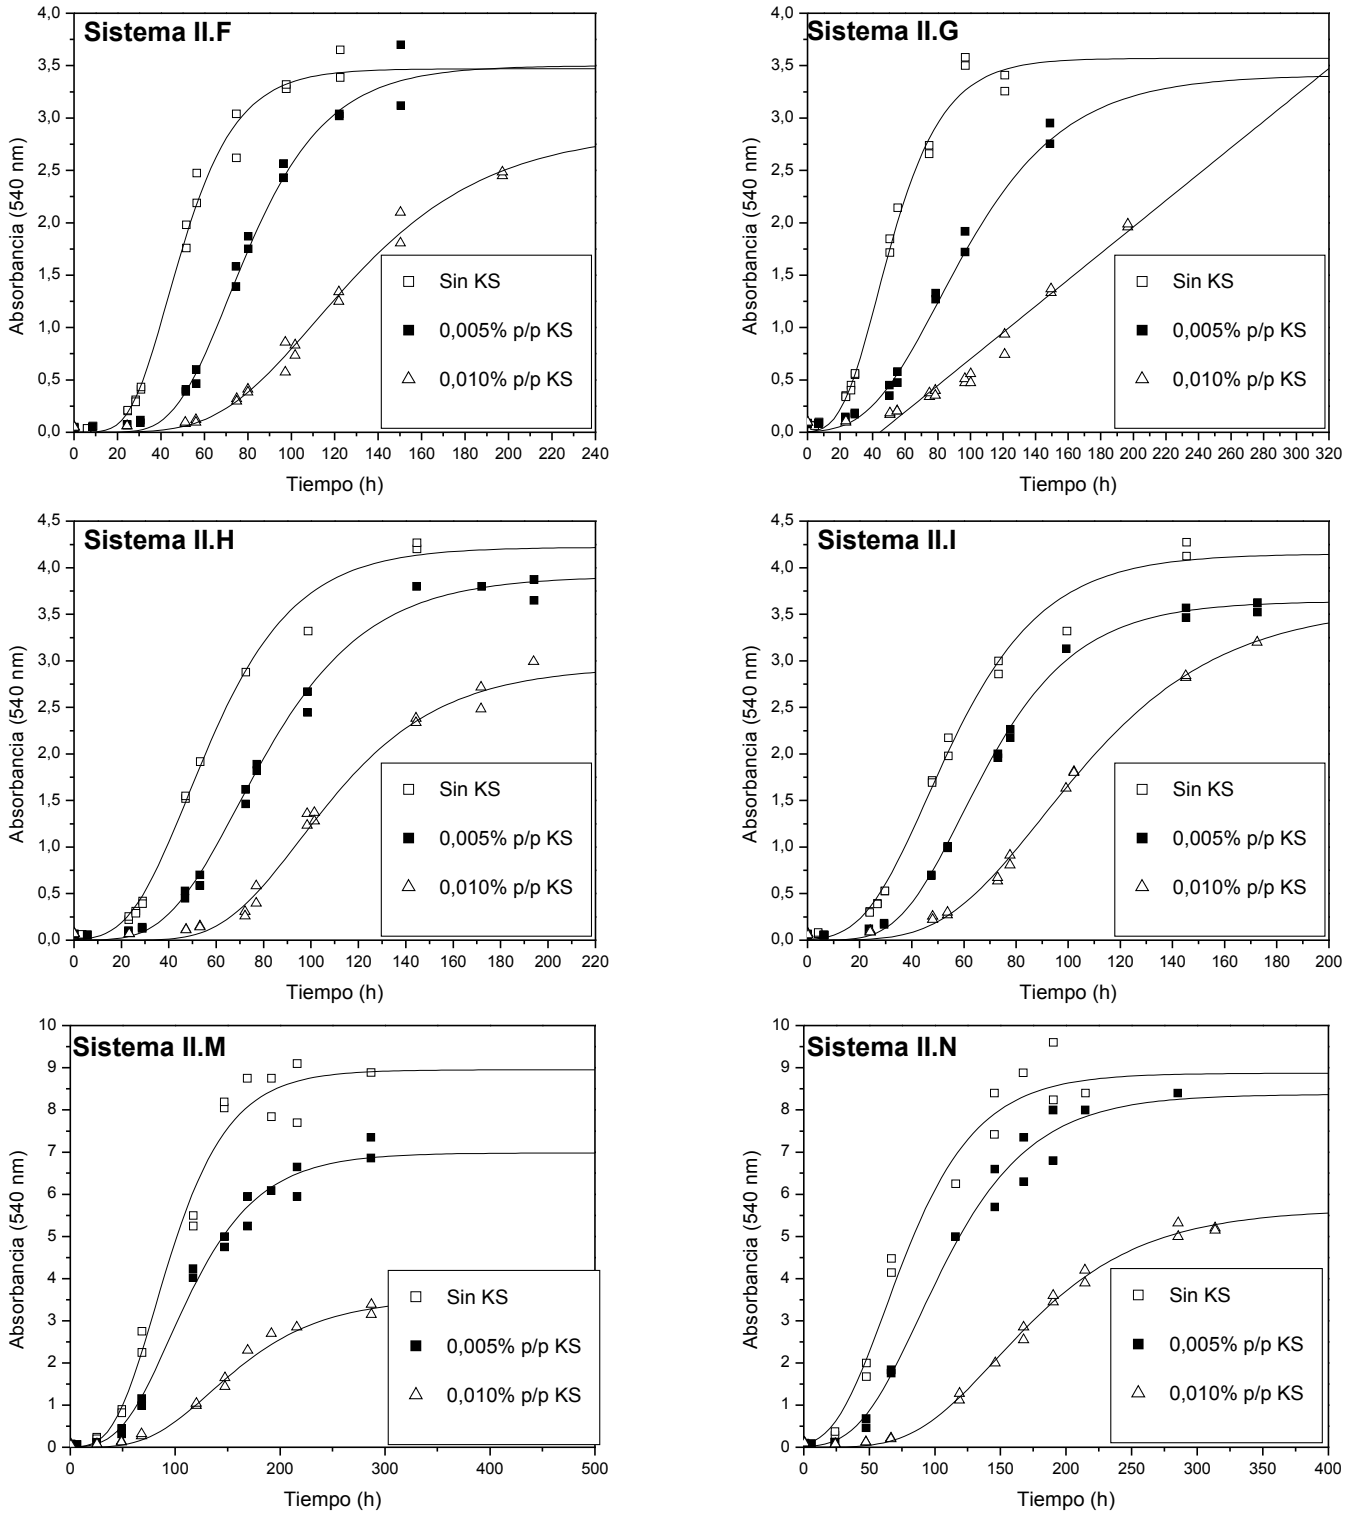 Sistema II.F
Absorbancia (540 nm)
4,0
3,5
3,0
2,5
2,0
1,5
1,0
0,5
0,0
Sin KS
0,005% p/p KS
0,010% p/p KS
0 20 40 60 80 100 120 140 160 180 200 220 240
Tiempo (h)
Sistema II.G
Absorbancia (540 nm)
4,0
3,5
3,0
2,5
2,0
1,5
1,0
0,5
0,0
Sin KS
0,005% p/p KS
0,010% p/p KS
0 20 40 60 80 100 120 140 160 180 200 220 240 260 280 300 320
Tiempo (h)
Sistema II.H
Absorbancia (540 nm)
4,5
4,0
3,5
3,0
2,5
2,0
1,5
1,0
0,5
0,0
Sin KS
0,005% p/p KS
0,010% p/p KS
0 20 40 60 80 100 120 140 160 180 200 220
Tiempo (h)
Sistema II.I
Absorbancia (540 nm)
4,5
4,0
3,5
3,0
2,5
2,0
1,5
1,0
0,5
0,0
Sin KS
0,005% p/p KS
0,010% p/p KS
0 20 40 60 80 100 120 140 160 180 200
Tiempo (h)
Sistema II.M
Absorbancia (540 nm)
10
9
8
7
6
5
4
3
2
1
0
Sin KS
0,005% p/p KS
0,010% p/p KS
0 100 200 300 400 500
Tiempo (h)
Sistema II.N
Absorbancia (540 nm)
10
9
8
7
6
5
4
3
2
1
0
Sin KS
0,005% p/p KS
0,010% p/p KS
0 50 100 150 200 250 300 350 400
Tiempo (h)